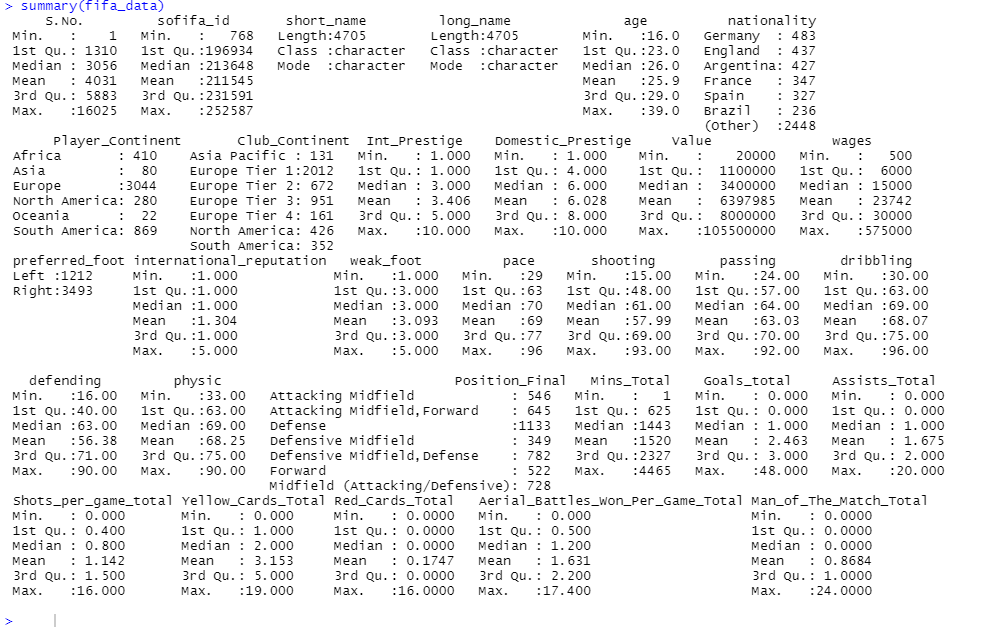 > summary(fifa_data)
S.No. sofifa_id short_name long_name age nationality
Min. : 1 Min. : 768 Length:4705 Length:4705 Min. :16.0 Germany : 483
1st Qu.: 1310 1st Qu.:196934 Class :character Class :character 1st Qu.:23.0 England : 437
Median : 3056 Median :213648 Mode :character Mode :character Median :26.0 Argentina: 427
Mean : 4031 Mean :211545 Mean :25.9 France : 347
3rd Qu.: 5883 3rd Qu.:231591 3rd Qu.:29.0 Spain : 327
Max. :16025 Max. :252587 Max. :39.0 Brazil : 236
(Other) :2448
Player_Continent Club_Continent Int_Prestige Domestic_Prestige Value wages
Africa : 410 Asia Pacific : 131 Min. : 1.000 Min. : 1.000 Min. : 20000 Min. : 500
Asia : 80 Europe Tier 1:2012 1st Qu.: 1.000 1st Qu.: 4.000 1st Qu.: 1100000 1st Qu.: 6000
Europe :3044 Europe Tier 2: 672 Median : 3.000 Median : 6.000 Median : 3400000 Median : 15000
North America: 280 Europe Tier 3: 951 Mean : 3.406 Mean : 6.028 Mean : 6397985 Mean : 23742
Oceania : 22 Europe Tier 4: 161 3rd Qu.: 5.000 3rd Qu.: 8.000 3rd Qu.: 8000000 3rd Qu.: 30000
South America: 869 North America: 426 Max. :10.000 Max. :10.000 Max. :105500000 Max. :575000
South America: 352
preferred_foot international_reputation weak_foot pace shooting passing dribbling
Left :1212 Min. :1.000 Min. :1.000 Min. :29 Min. :15.00 Min. :24.00 Min. :30.00
Right:3493 1st Qu.:1.000 1st Qu.:3.000 1st Qu.:63 1st Qu.:48.00 1st Qu.:57.00 1st Qu.:63.00
Median :1.000 Median :3.000 Median :70 Median :61.00 Median :64.00 Median :69.00
Mean :1.304 Mean :3.093 Mean :69 Mean :57.99 Mean :63.03 Mean :68.07
3rd Qu.:1.000 3rd Qu.:3.000 3rd Qu.:77 3rd Qu.:69.00 3rd Qu.:70.00 3rd Qu.:75.00
Max. :5.000 Max. :5.000 Max. :96 Max. :93.00 Max. :92.00 Max. :96.00
defending physic Position_Final Mins_Total Goals_total Assists_Total
Min. :16.00 Min. :33.00 Attacking Midfield : 546 Min. : 1 Min. : 0.000 Min. : 0.000
1st Qu.:40.00 1st Qu.:63.00 Attacking Midfield,Forward : 645 1st Qu.: 625 1st Qu.: 0.000 1st Qu.: 0.000
Median :63.00 Median :69.00 Defense :1133 Median :1443 Median : 1.000 Median : 1.000
Mean :56.38 Mean :68.25 Defensive Midfield : 349 Mean :1520 Mean : 2.463 Mean : 1.675
3rd Qu.:71.00 3rd Qu.:75.00 Defensive Midfield,Defense : 782 3rd Qu.:2327 3rd Qu.: 3.000 3rd Qu.: 2.000
Max. :90.00 Max. :90.00 Forward : 522 Max. :4465 Max. :48.000 Max. :20.000
Midfield (Attacking/Defensive): 728
Shots_per_game_total Yellow_Cards_Total Red_Cards_Total Aerial_Battles_Won_Per_Game_Total Man_of_The_Match_Total
Min. : 0.000 Min. : 0.000 Min. : 0.0000 Min. : 0.000 Min. : 0.0000
1st Qu.: 0.400 1st Qu.: 1.000 1st Qu.: 0.0000 1st Qu.: 0.500 1st Qu.: 0.0000
Median : 0.800 Median : 2.000 Median : 0.0000 Median : 1.200 Median : 0.0000
Mean : 1.142 Mean : 3.153 Mean : 0.1747 Mean : 1.631 Mean : 0.8684
3rd Qu.: 1.500 3rd Qu.: 5.000 3rd Qu.: 0.0000 3rd Qu.: 2.200 3rd Qu.: 1.0000
Max. :16.000 Max. :19.000 Max. :16.0000 Max. :17.400 Max. :24.0000
>